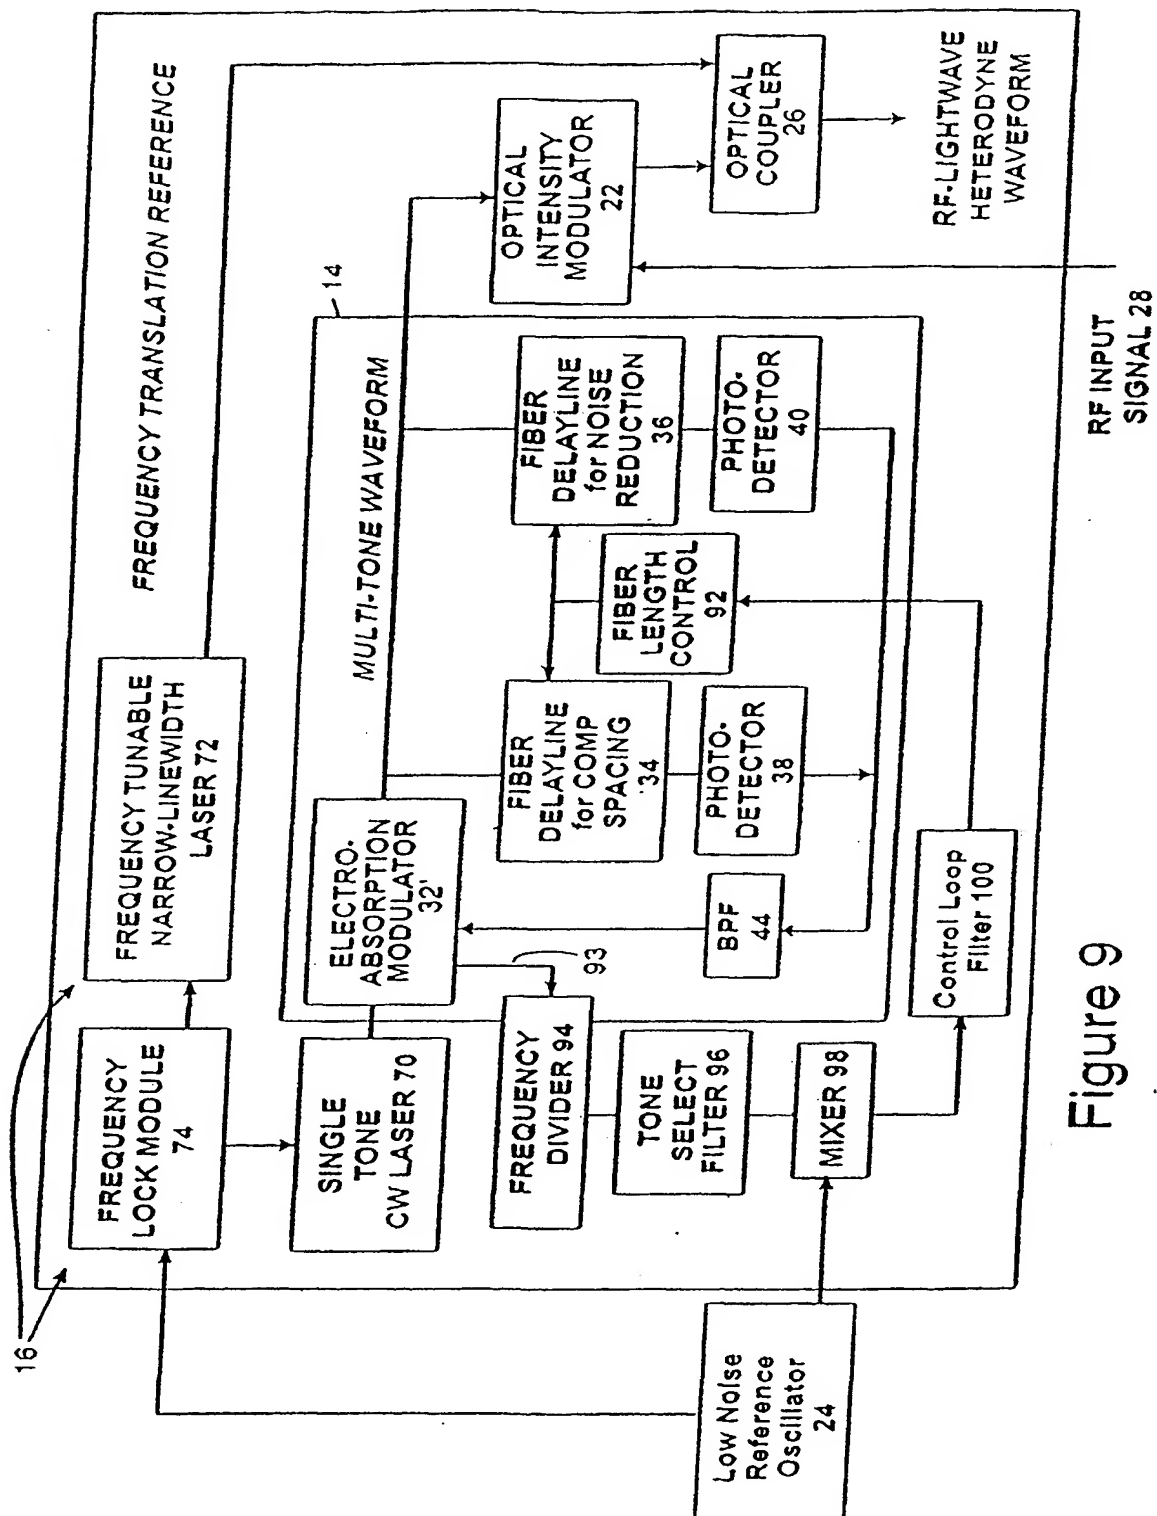 16
FREQUENCY
LOCK MODULE
74
FREQUENCY TUNABLE
NARROW-LINEWIDTH
LASER 72
FREQUENCY TRANSLATION REFERENCE
SINGLE
TONE
CW LASER 70
ELECTRO-
ABSORPTION
MODULATOR
32'
MULTI-TONE WAVEFORM
14
OPTICAL
INTENSITY
MODULATOR
22
OPTICAL
COUPLER
26
RF-LIGHTWAVE
HETERODYNE
WAVEFORM
93
FREQUENCY
DIVIDER 94
FIBER
DELAYLINE
for COMP
SPACING
34
FIBER
LENGTH
CONTROL
92
FIBER
DELAYLINE
for NOISE
REDUCTION
36
TONE
SELECT
FILTER 96
BPF
44
PHOTO-
DETECTOR
38
PHOTO-
DETECTOR
40
Low Noise
Reference
Oscillator
24
MIXER 98
Control Loop
Filter 100
RF INPUT
SIGNAL 28
Figure 9